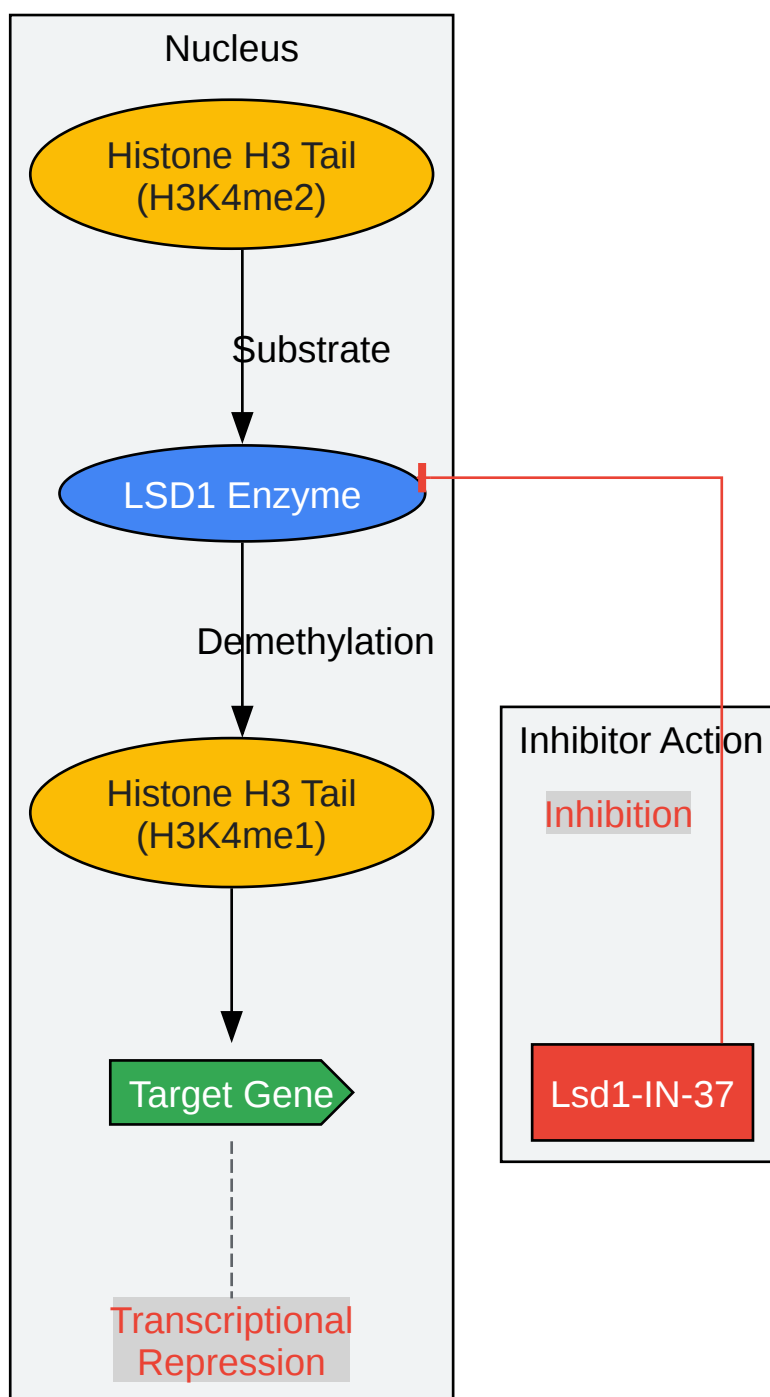 Nucleus
Histone H3 Tail
(H3K4me2)
Substrate
LSD1 Enzyme
Demethylation
Histone H3 Tail
(H3K4me1)
Target Gene
Transcriptional
Repression
Inhibitor Action
Inhibition
Lsd1-IN-37